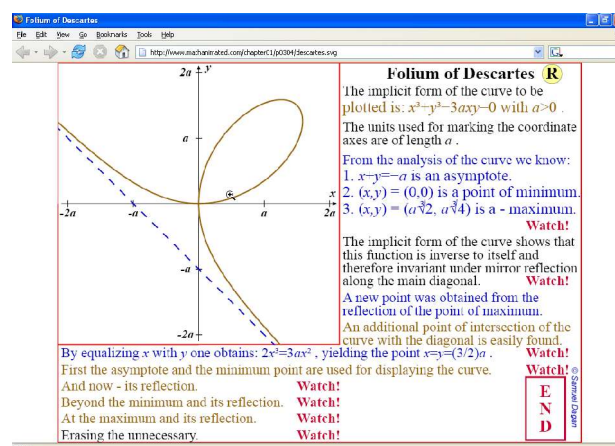 Folium of Descartes
File Edit View Go Bookmarks Tools Help
http://www.mathanimated.com/chapter01/p0304/descartes.svg
2a
y
a
x
-2a
-a
a
2a
-a
-2a
Folium of Descartes R
The implicit form of the curve to be
plotted is: x³+y³−3axy=0 with a>0 .
The units used for marking the coordinate
axes are of length a .
From the analysis of the curve we know:
1. x+y=−a is an asymptote.
2. (x,y) = (0,0) is a point of minimum.
3. (x,y) = (a∛2, a∛4) is a - maximum.
Watch!
The implicit form of the curve shows that
this function is inverse to itself and
therefore invariant under mirror reflection
along the main diagonal. Watch!
A new point was obtained from the
reflection of the point of maximum.
An additional point of intersection of the
curve with the diagonal is easily found.
By equalizing x with y one obtains: 2x³=3ax² , yielding the point x=y=(3/2)a . Watch!
First the asymptote and the minimum point are used for displaying the curve. Watch!
And now - its reflection. Watch!
Beyond the minimum and its reflection. Watch!
At the maximum and its reflection. Watch!
Erasing the unnecessary. Watch!
END
© Samuel Dagan